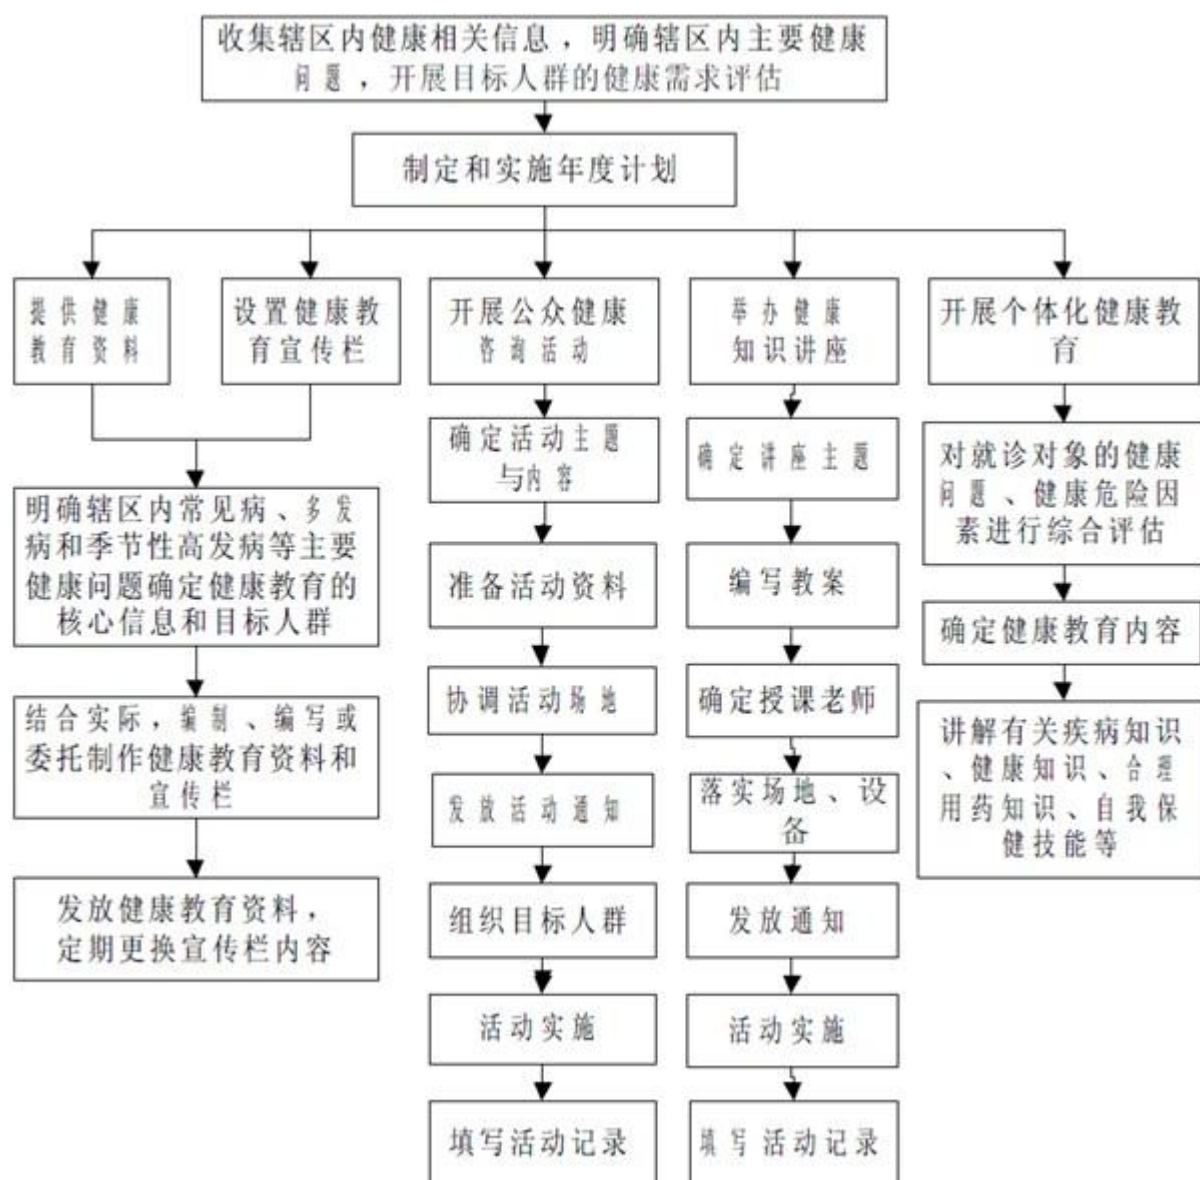 收集辖区内健康相关信息，明确辖区内主要健康
问题，开展目标人群的健康需求评估
制定和实施年度计划
提供健康
教育资料
设置健康教
育宣传栏
开展公众健康
咨询活动
举办健康
知识讲座
开展个体化健康教
育
明确辖区内常见病、多发
病和季节性高发病等主要
健康问题确定健康教育的
核心信息和目标人群
结合实际，编制、编写或
委托制作健康教育资料和
宣传栏
发放健康教育资料，
定期更换宣传栏内容
确定活动主题
与内容
准备活动资料
协调活动场地
发放活动通知
组织目标人群
活动实施
填写活动记录
确定讲座主题
编写教案
确定授课老师
落实场地、设
备
发放通知
活动实施
填写活动记录
对就诊对象的健康
问题、健康危险因
素进行综合评估
确定健康教育内容
讲解有关疾病知识
、健康知识、合理
用药知识、自我保
健技能等